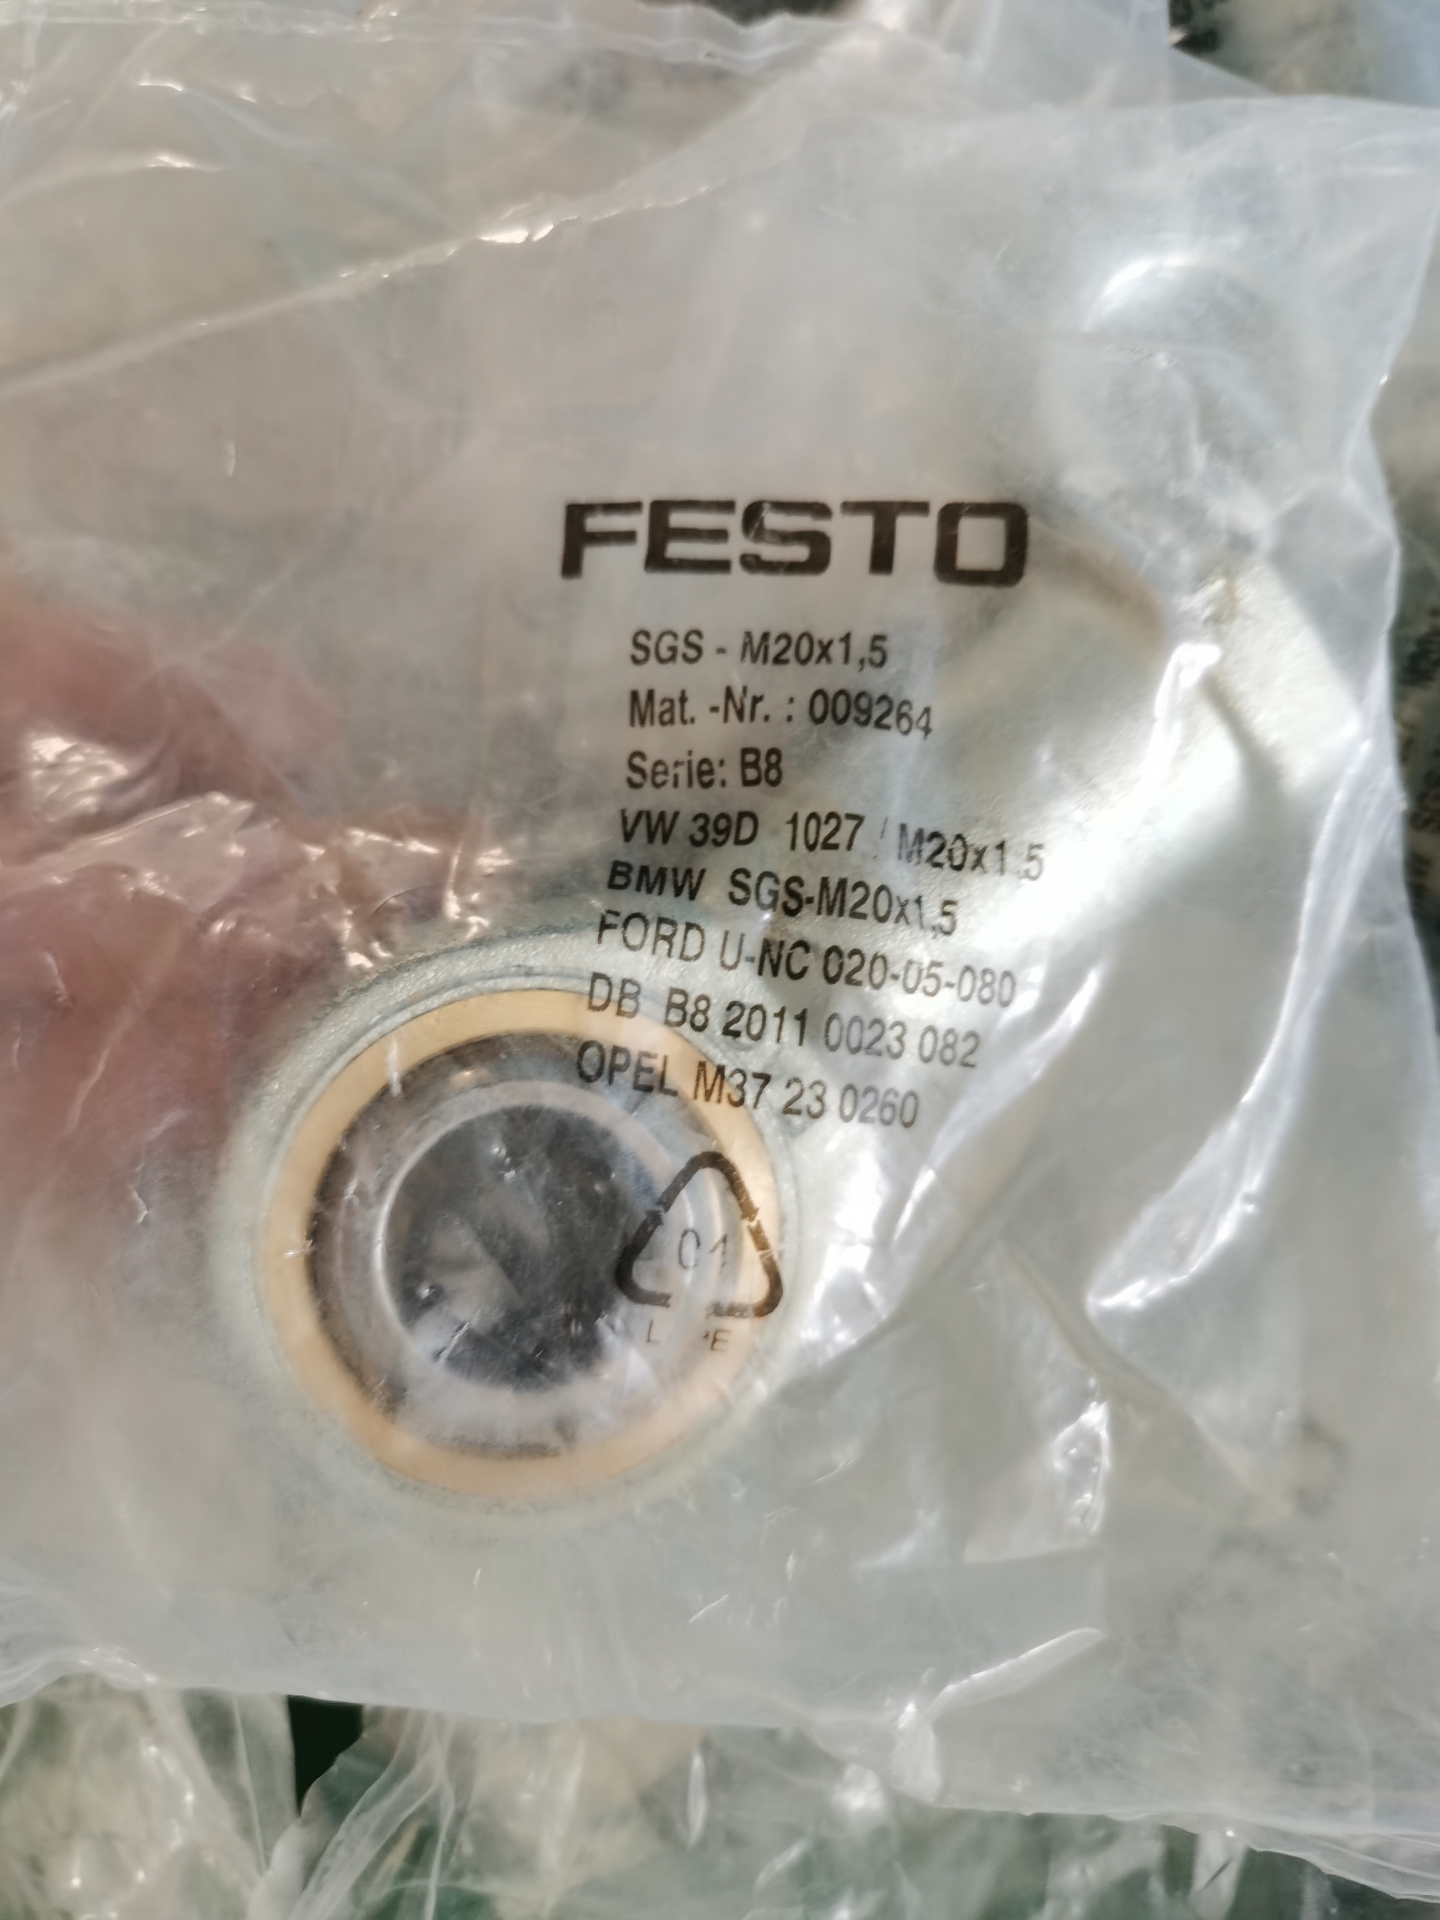 FESTO
SGS - M20x1,5
Mat. -Nr. : 009264
Serie: B8
VW 39D 1027 / M20x1.5
BMW SGS-M20x1,5
FORD U-NC 020-05-080
DB B8 2011 0023 082
OPEL M37 23 0260
01